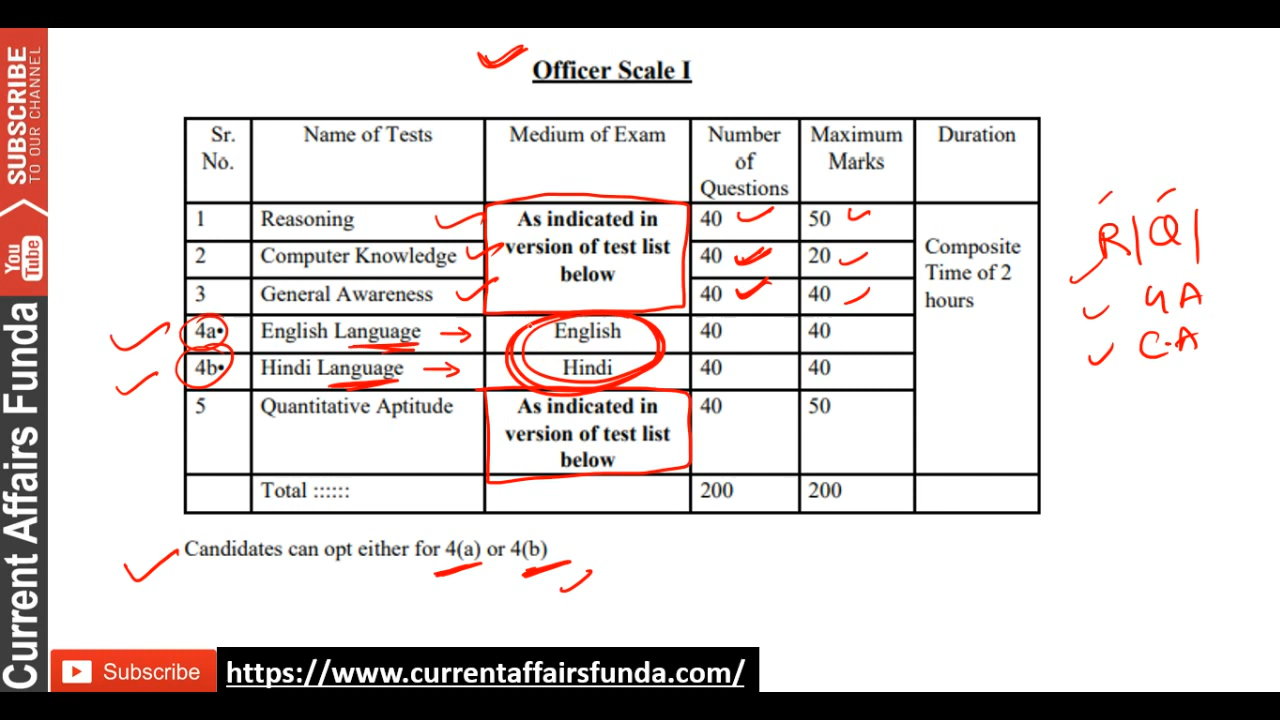 SUBSCRIBE
TO OUR CHANNEL
You
Tube
Current Affairs Funda
Officer Scale I
Sr. No. Name of Tests Medium of Exam Number of Questions Maximum Marks Duration
1 Reasoning As indicated in version of test list below 40 50 Composite Time of 2 hours
2 Computer Knowledge 40 20
3 General Awareness 40 40
4a• English Language English 40 40
4b• Hindi Language Hindi 40 40
5 Quantitative Aptitude As indicated in version of test list below 40 50
Total :::::: 200 200
Candidates can opt either for 4(a) or 4(b)
R|Q|
GA
C.A
Subscribe
https://www.currentaffairsfunda.com/